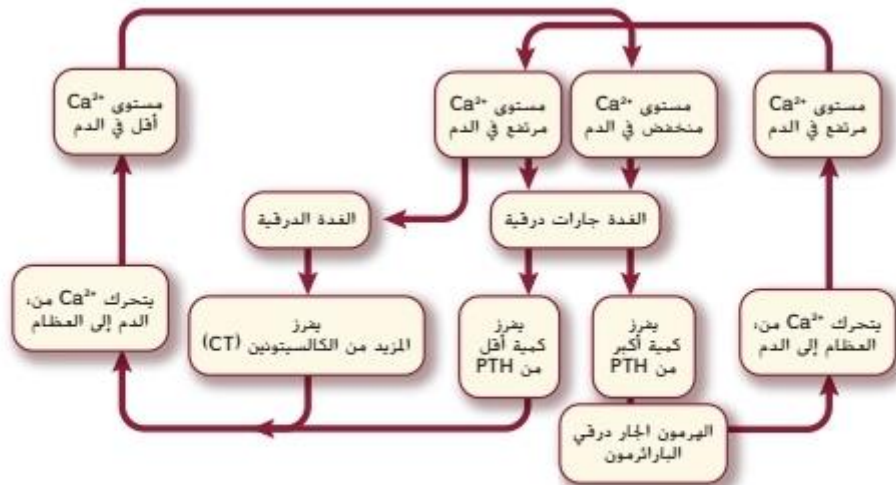 مستوى Ca²⁺
أقل في الدم
مستوى Ca²⁺
مرتفع في الدم
مستوى Ca²⁺
منخفض في الدم
مستوى Ca²⁺
مرتفع في الدم
الغدة الدرقية
الغدة جارات درقية
يتحرك Ca²⁺ من،
الدم إلى العظام
يفرز
المزيد من الكالسيتونين (CT)
يفرز
كمية أقل
من PTH
يفرز
كمية أكبر
من PTH
يتحرك Ca²⁺ من،
العظام إلى الدم
الهرمون الجار درقي
الباراثرمون